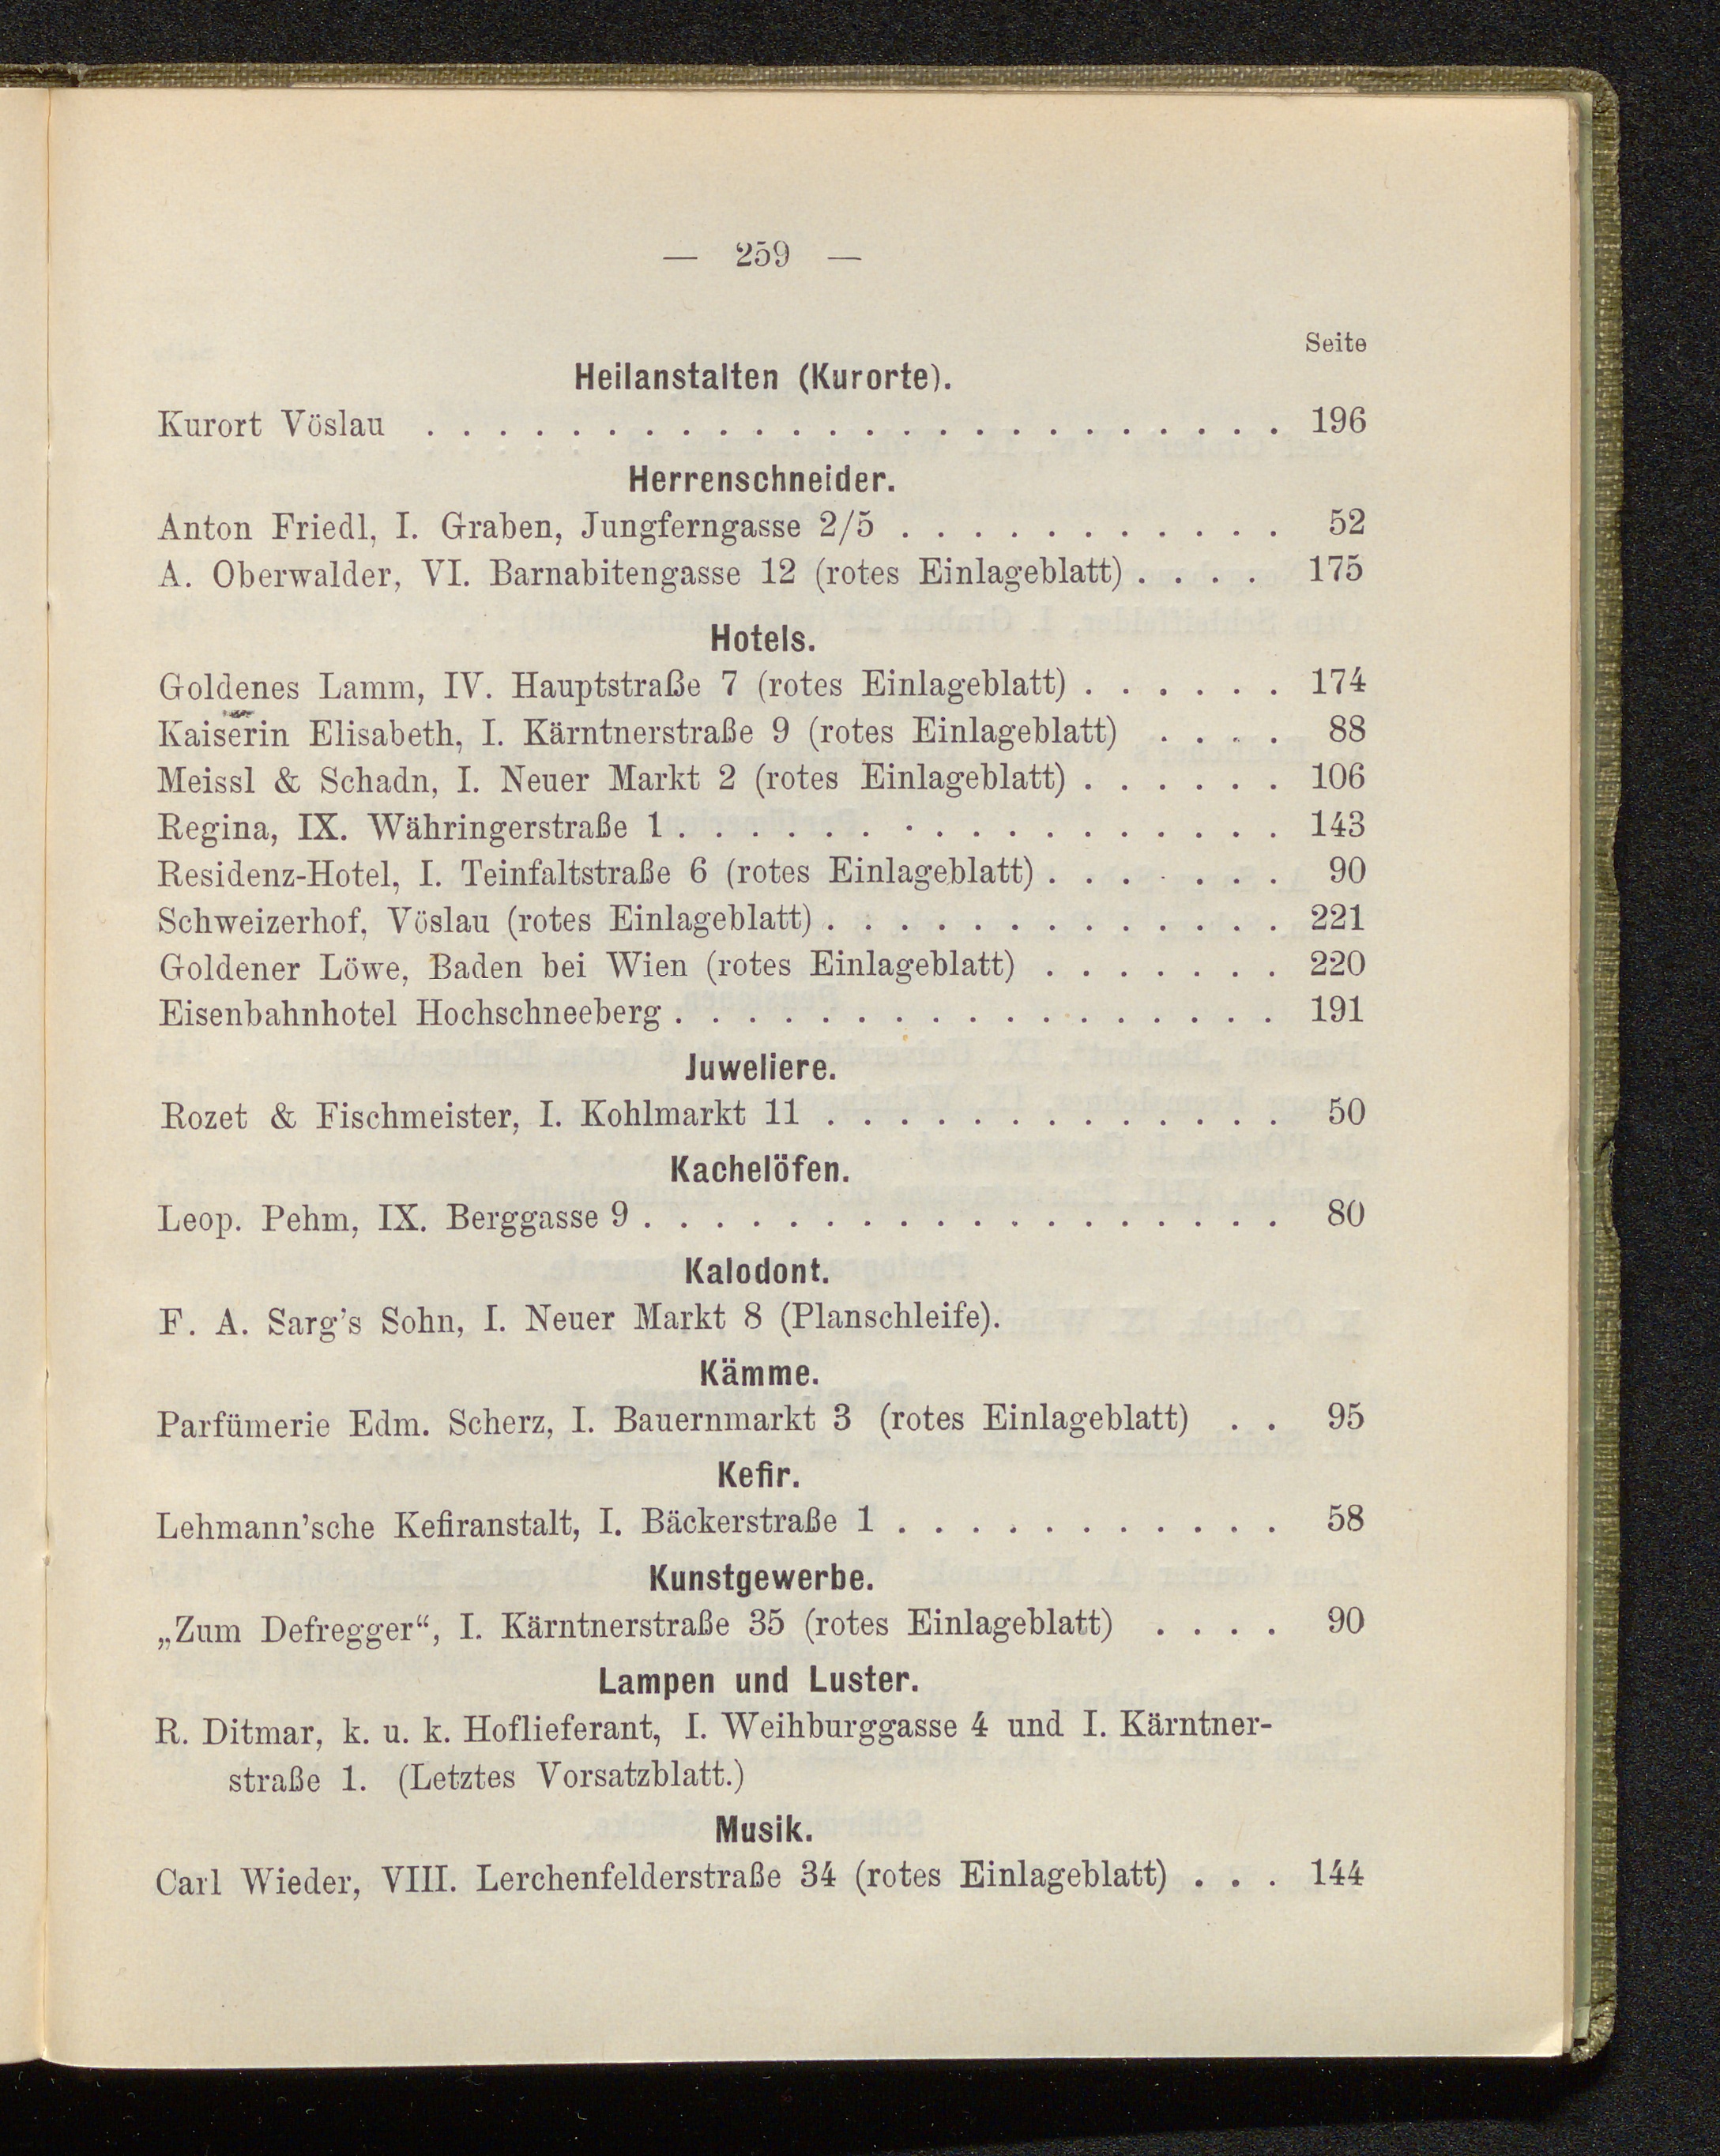 — 259 —
Seite
Heilanstalten (Kurorte).
Kurort Vöslau . . . . . . . . . . . . . . . . . . . . . . . . 196
Herrenschneider.
Anton Friedl, I. Graben, Jungferngasse 2/5 . . . . . . . . . . . 52
A. Oberwalder, VI. Barnabitengasse 12 (rotes Einlageblatt) . . . . 175
Hotels.
Goldenes Lamm, IV. Hauptstraße 7 (rotes Einlageblatt) . . . . . . 174
Kaiserin Elisabeth, I. Kärntnerstraße 9 (rotes Einlageblatt) . . . . 88
Meissl & Schadn, I. Neuer Markt 2 (rotes Einlageblatt) . . . . . . 106
Regina, IX. Währingerstraße 1 . . . . . . . . . . . . . . . . . 143
Residenz-Hotel, I. Teinfaltstraße 6 (rotes Einlageblatt) . . . . . . . 90
Schweizerhof, Vöslau (rotes Einlageblatt) . . . . . . . . . . . . . 221
Goldener Löwe, Baden bei Wien (rotes Einlageblatt) . . . . . . . 220
Eisenbahnhotel Hochschneeberg . . . . . . . . . . . . . . . . . 191
Juweliere.
Rozet & Fischmeister, I. Kohlmarkt 11 . . . . . . . . . . . . . 50
Kachelöfen.
Leop. Pehm, IX. Berggasse 9 . . . . . . . . . . . . . . . . . . 80
Kalodont.
F. A. Sarg's Sohn, I. Neuer Markt 8 (Planschleife).
Kämme.
Parfümerie Edm. Scherz, I. Bauernmarkt 3 (rotes Einlageblatt) . . 95
Kefir.
Lehmann'sche Kefiranstalt, I. Bäckerstraße 1 . . . . . . . . . . . 58
Kunstgewerbe.
„Zum Defregger“, I. Kärntnerstraße 35 (rotes Einlageblatt) . . . . 90
Lampen und Luster.
R. Ditmar, k. u. k. Hoflieferant, I. Weihburggasse 4 und I. Kärntner-
straße 1. (Letztes Vorsatzblatt.)
Musik.
Carl Wieder, VIII. Lerchenfelderstraße 34 (rotes Einlageblatt) . . . 144